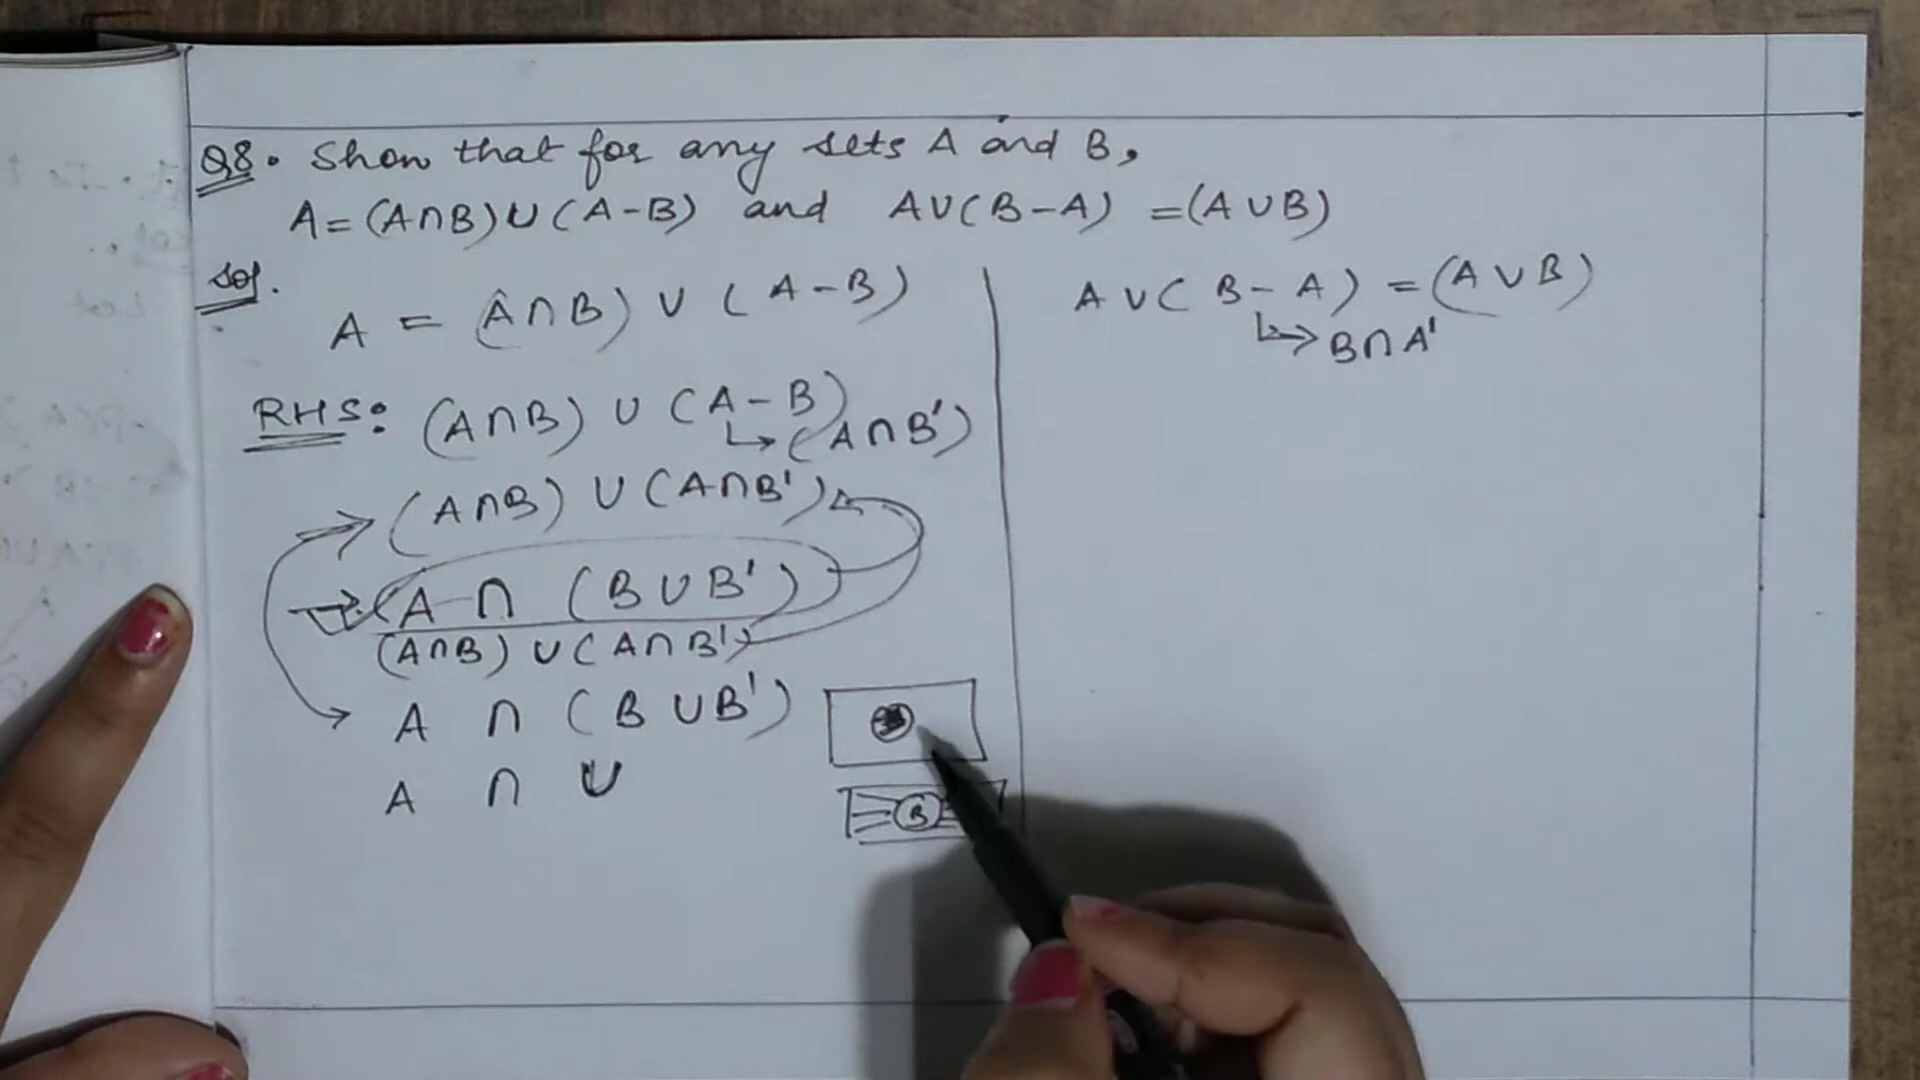 Q8. Show that for any sets A and B,
A = (A∩B) ∪ (A-B) and A∪(B-A) = (A∪B)
Sol.
A = (A∩B) ∪ (A-B)
RHS: (A∩B) ∪ (A-B)
↳ (A∩B')
(A∩B) ∪ (A∩B')
(A ∩ (B∪B')
(A∩B) ∪ (A∩B')
A ∩ (B∪B')
A ∩ U
B
A∪(B-A) = (A∪B)
↳ B∩A'